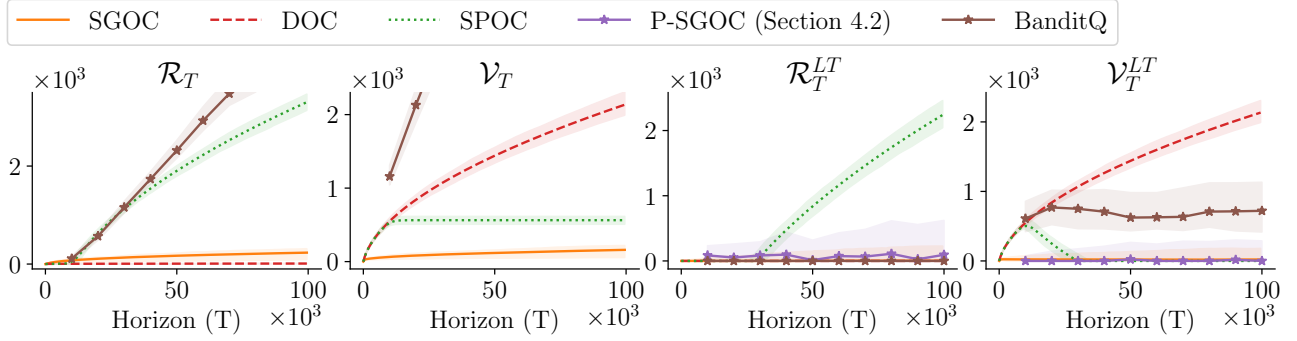 SGOC DOC SPOC P-SGOC (Section 4.2) BanditQ
×10³ R_T ×10³ V_T ×10³ R_T^{LT} ×10³ V_T^{LT}
2
0
2
1
0
2
1
0
2
1
0
0 50 100 0 50 100 0 50 100 0 50 100
Horizon (T) ×10³ Horizon (T) ×10³ Horizon (T) ×10³ Horizon (T) ×10³